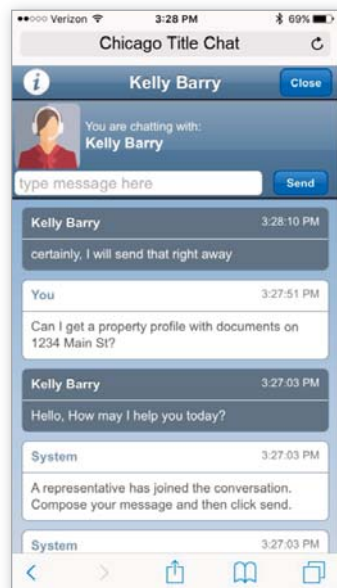 Verizon 3:28 PM 69%
Chicago Title Chat
i Kelly Barry Close
You are chatting with:
Kelly Barry
type message here Send
Kelly Barry 3:28:10 PM
certainly, I will send that right away
You 3:27:51 PM
Can I get a property profile with documents on
1234 Main St?
Kelly Barry 3:27:03 PM
Hello, How may I help you today?
System 3:27:03 PM
A representative has joined the conversation.
Compose your message and then click send.
System 3:27:03 PM